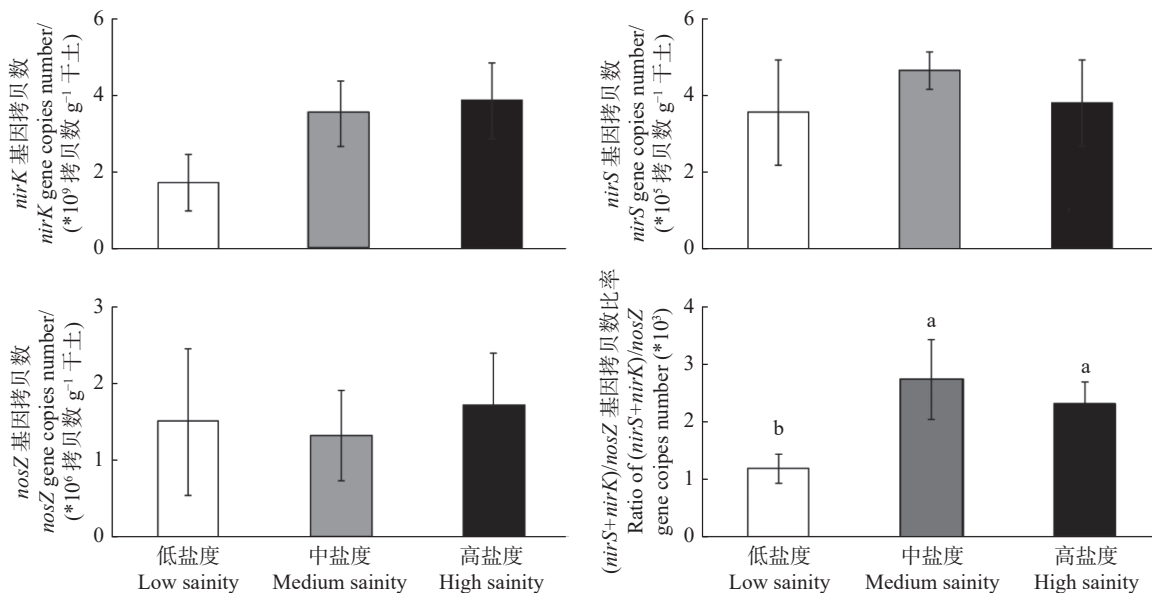 nirK 基因拷贝数
nirK gene copies number/
(*10⁹ 拷贝数 g⁻¹ 干土)
6
4
2
0
nirS 基因拷贝数
nirS gene copies number/
(*10⁵ 拷贝数 g⁻¹ 干土)
6
4
2
0
nosZ 基因拷贝数
nosZ gene copies number/
(*10⁶ 拷贝数 g⁻¹ 干土)
3
2
1
0
低盐度
Low sainity
中盐度
Medium sainity
高盐度
High sainity
(nirS+nirK)/nosZ 基因拷贝数比率
Ratio of (nirS+nirK)/nosZ
gene coipes number (*10³)
4
3
2
1
0
b
a
a
低盐度
Low sainity
中盐度
Medium sainity
高盐度
High sainity